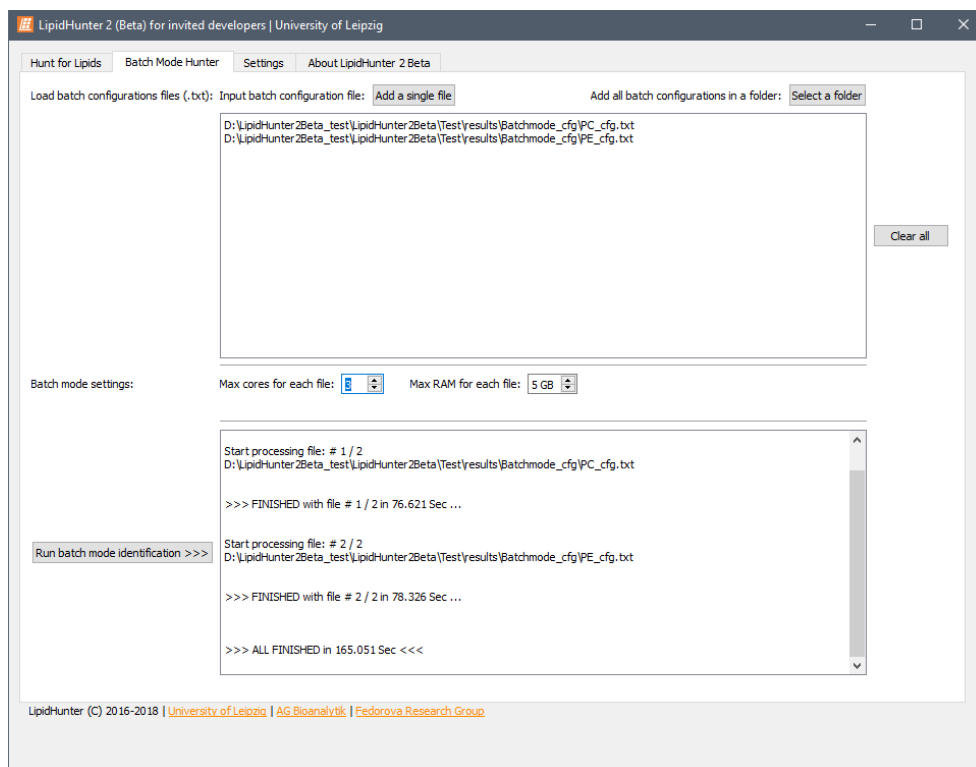 LipidHunter 2 (Beta) for invited developers | University of Leipzig
Hunt for Lipids Batch Mode Hunter Settings About LipidHunter 2 Beta
Load batch configurations files (.txt): Input batch configuration file: Add a single file Add all batch configurations in a folder: Select a folder
D:\LipidHunter2Beta_test\LipidHunter2Beta\Test\results\Batchmode_cfg\PC_cfg.txt
D:\LipidHunter2Beta_test\LipidHunter2Beta\Test\results\Batchmode_cfg\PE_cfg.txt
Clear all
Batch mode settings: Max cores for each file: 3 Max RAM for each file: 5 GB
Start processing file: # 1 / 2
D:\LipidHunter2Beta_test\LipidHunter2Beta\Test\results\Batchmode_cfg\PC_cfg.txt
>>> FINISHED with file # 1 / 2 in 76.621 Sec ...
Start processing file: # 2 / 2
Run batch mode identification >>>
D:\LipidHunter2Beta_test\LipidHunter2Beta\Test\results\Batchmode_cfg\PE_cfg.txt
>>> FINISHED with file # 2 / 2 in 78.326 Sec ...
>>> ALL FINISHED in 165.051 Sec <<<
LipidHunter (C) 2016-2018 | University of Leipzig | AG Bioanalytik | Fedorova Research Group